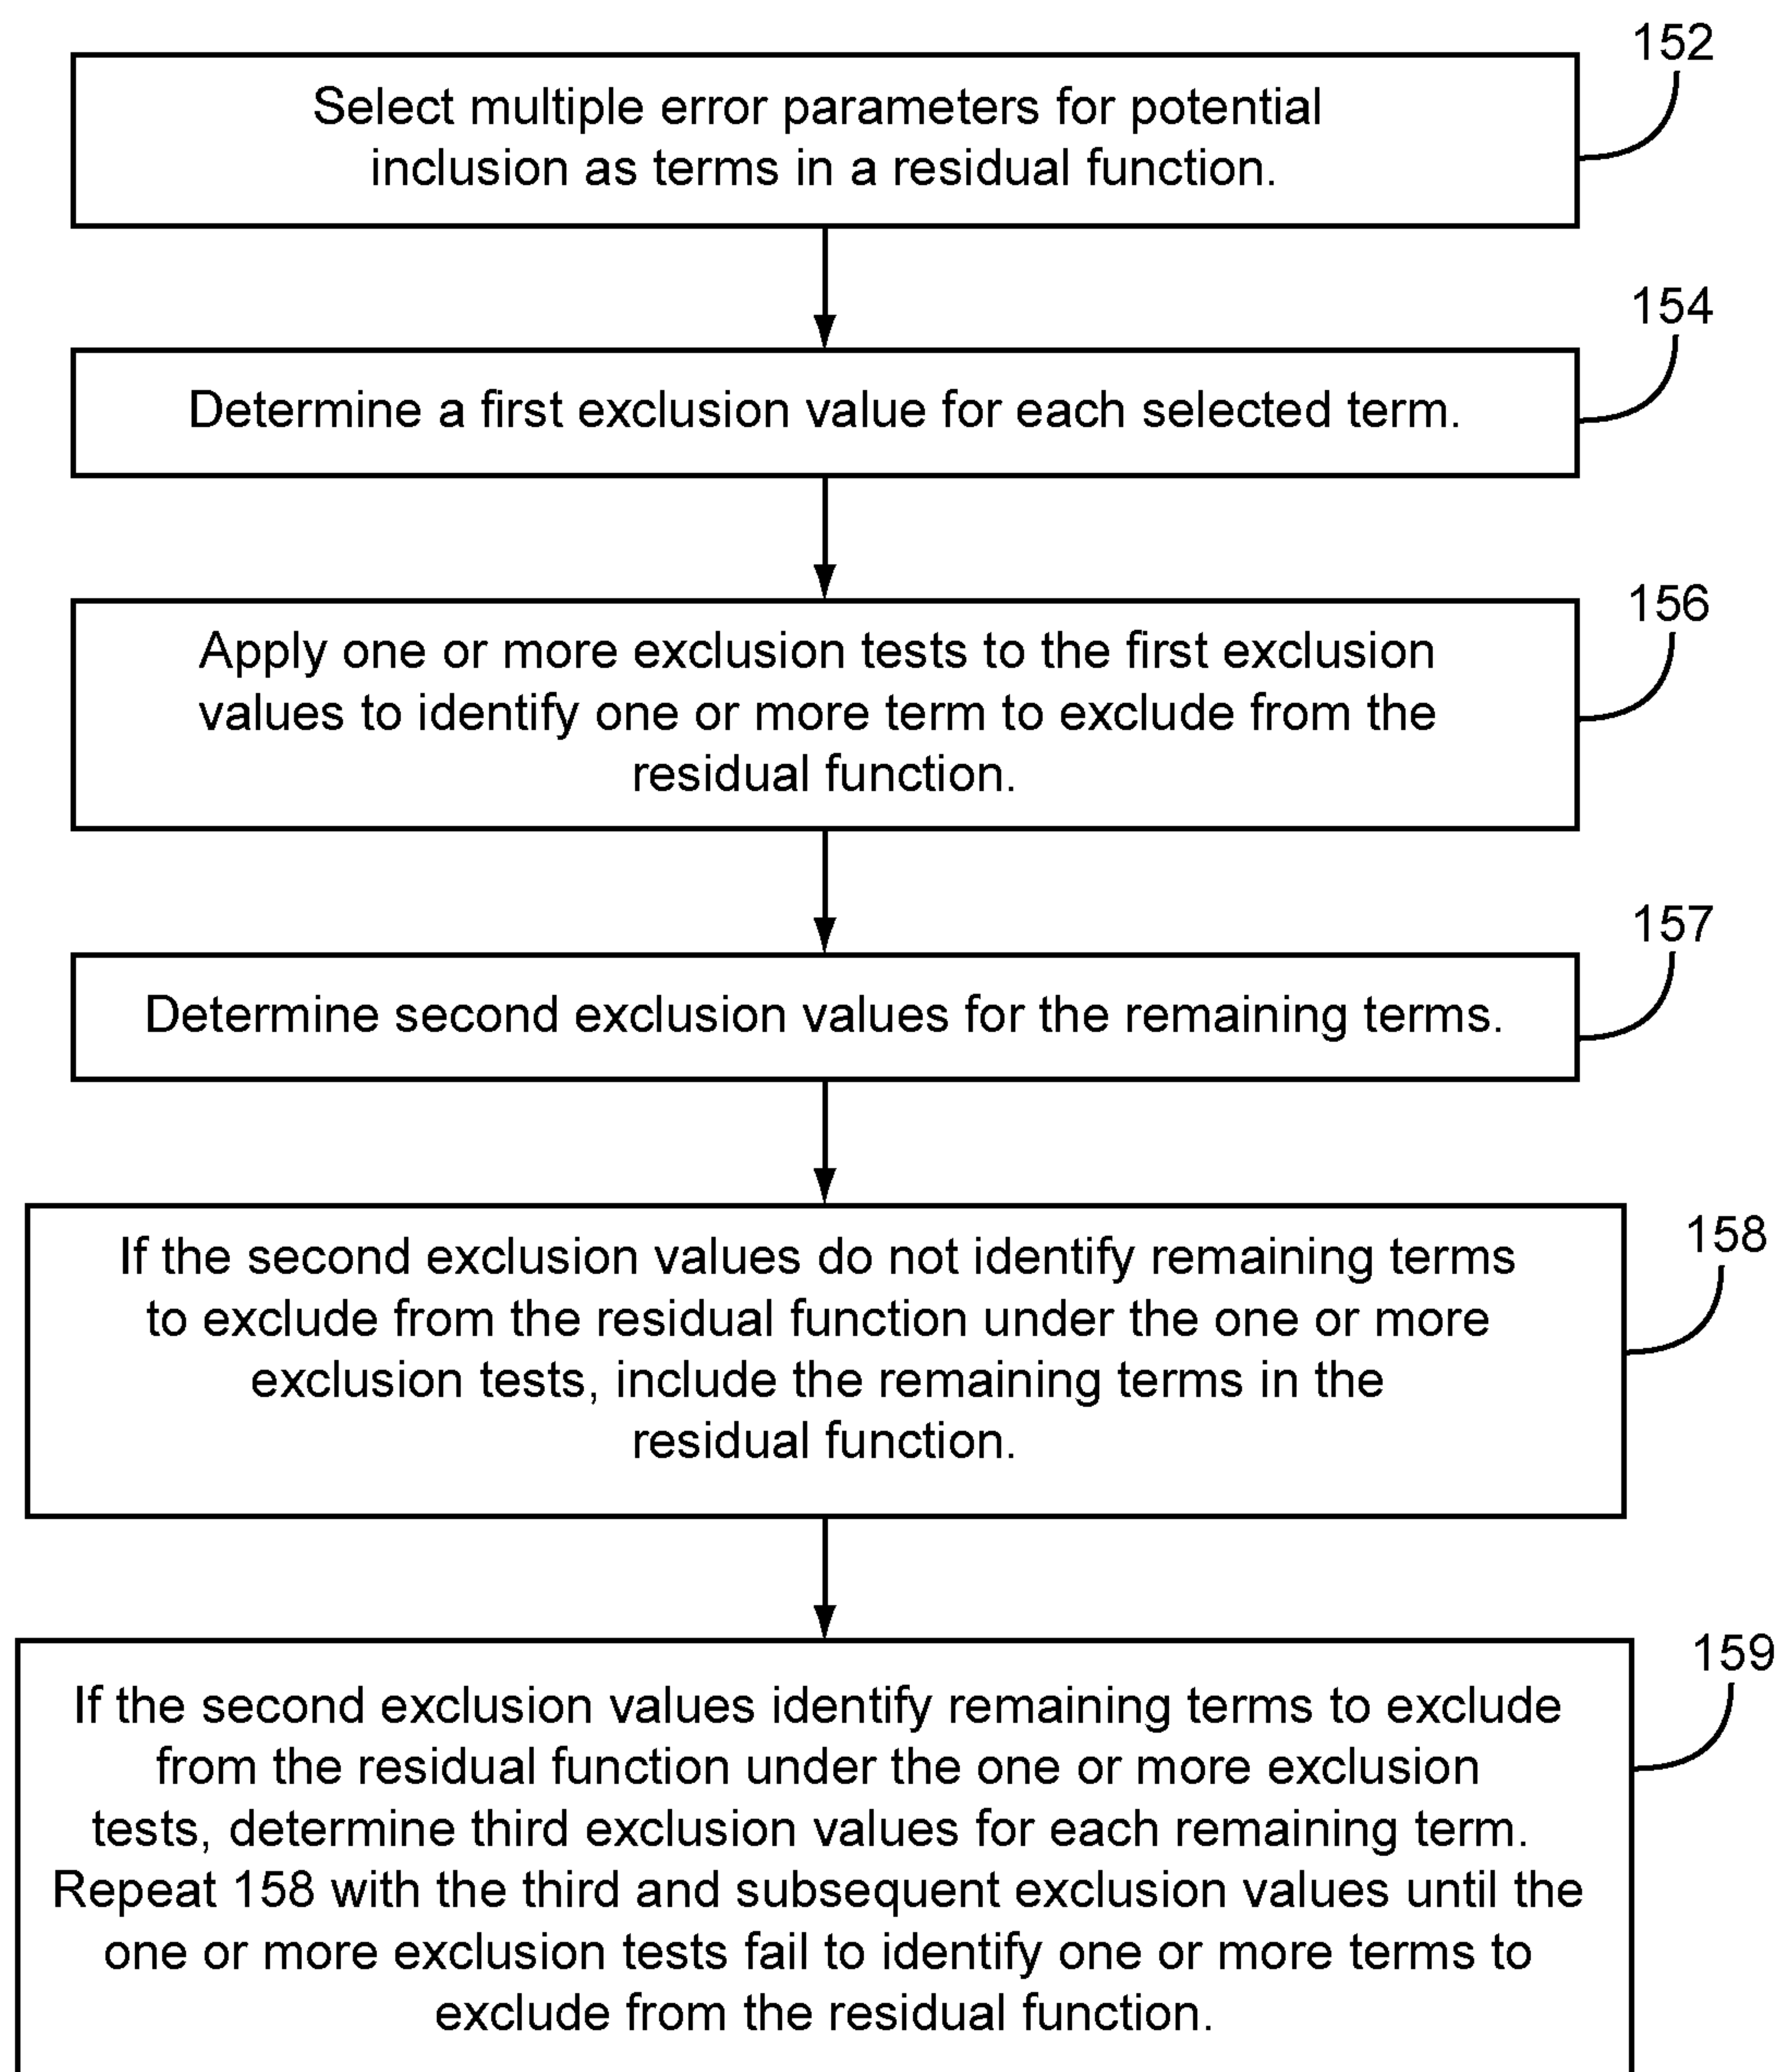 152
Select multiple error parameters for potential
inclusion as terms in a residual function.
154
Determine a first exclusion value for each selected term.
156
Apply one or more exclusion tests to the first exclusion
values to identify one or more term to exclude from the
residual function.
157
Determine second exclusion values for the remaining terms.
158
If the second exclusion values do not identify remaining terms
to exclude from the residual function under the one or more
exclusion tests, include the remaining terms in the
residual function.
159
If the second exclusion values identify remaining terms to exclude
from the residual function under the one or more exclusion
tests, determine third exclusion values for each remaining term.
Repeat 158 with the third and subsequent exclusion values until the
one or more exclusion tests fail to identify one or more terms to
exclude from the residual function.